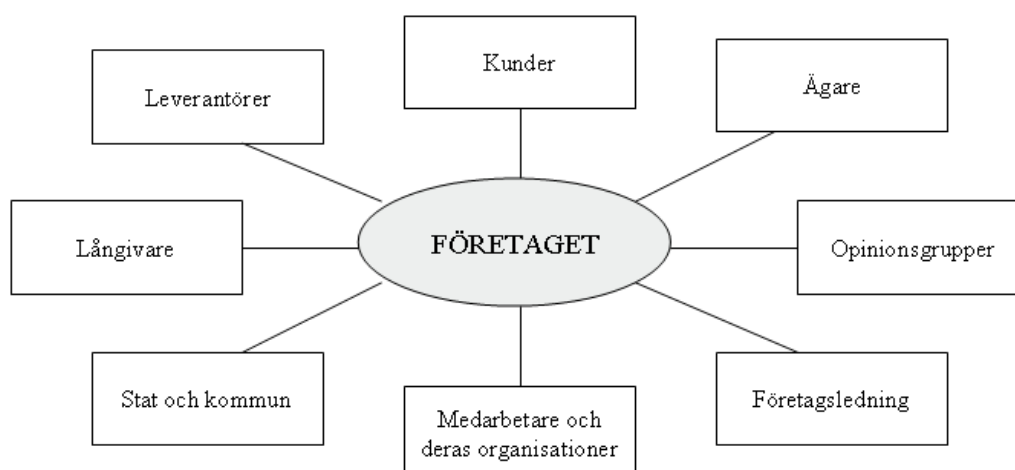 Kunder
Leverantörer
Ägare
Långivare
FÖRETAGET
Opinionsgrupper
Stat och kommun
Medarbetare och
deras organisationer
Företagsledning